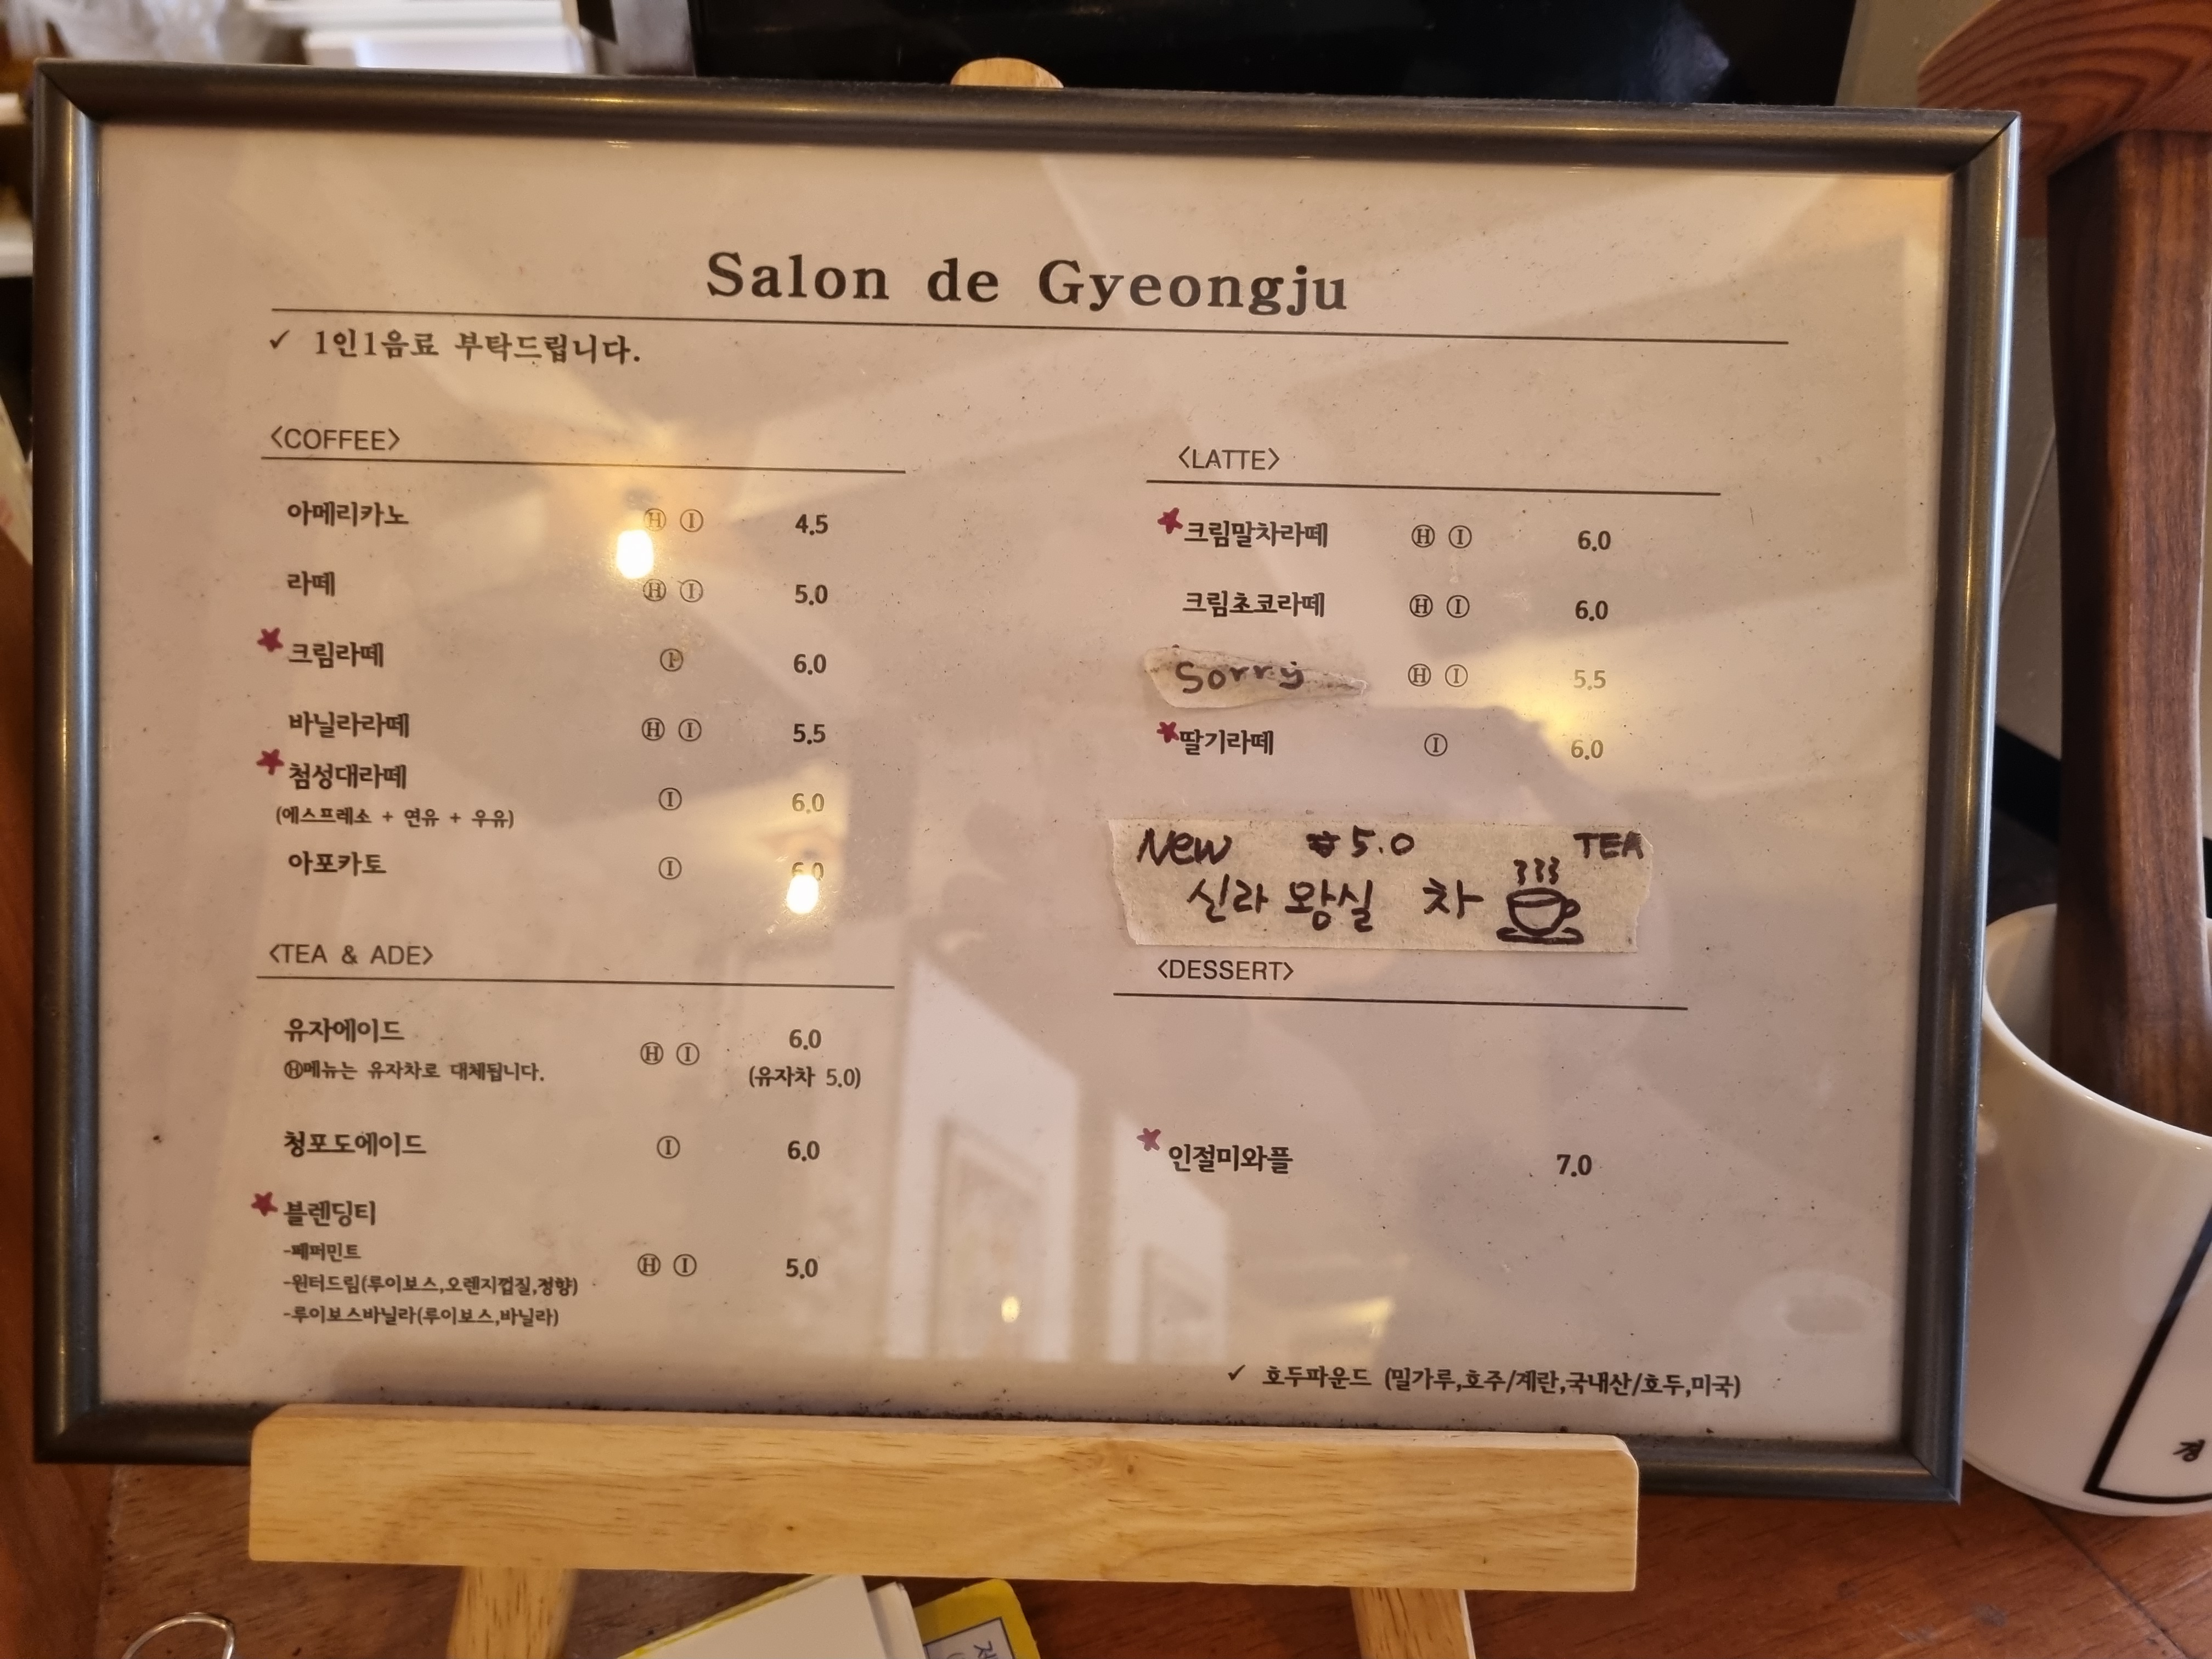 Salon de Gyeongju
✓ 1인1음료 부탁드립니다.
<COFFEE>
아메리카노 Ⓗ Ⓘ 4.5
라떼 Ⓗ Ⓘ 5.0
크림라떼 Ⓘ 6.0
바닐라라떼 Ⓗ Ⓘ 5.5
첨성대라떼 Ⓘ 6.0
(에스프레소 + 연유 + 우유)
아포카토 Ⓘ 6.0
<TEA & ADE>
유자에이드 Ⓗ Ⓘ 6.0
Ⓗ메뉴는 유자차로 대체됩니다. (유자차 5.0)
청포도에이드 Ⓘ 6.0
블렌딩티 Ⓗ Ⓘ 5.0
-페퍼민트
-윈터드림(루이보스,오렌지껍질,정향)
-루이보스바닐라(루이보스,바닐라)
<LATTE>
크림말차라떼 Ⓗ Ⓘ 6.0
크림초코라떼 Ⓗ Ⓘ 6.0
Sorry Ⓗ Ⓘ 5.5
딸기라떼 Ⓘ 6.0
New ₩5.0 TEA
신라 왕실 차
<DESSERT>
인절미와플 7.0
✓ 호두파운드 (밀가루,호주/계란,국내산/호두,미국)
경